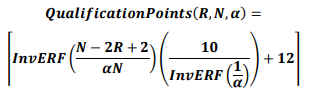 QualificationPoints(R, N, α) =
⌈InvERF((N − 2R + 2)/(αN)) (10/InvERF(1/α)) + 12⌉